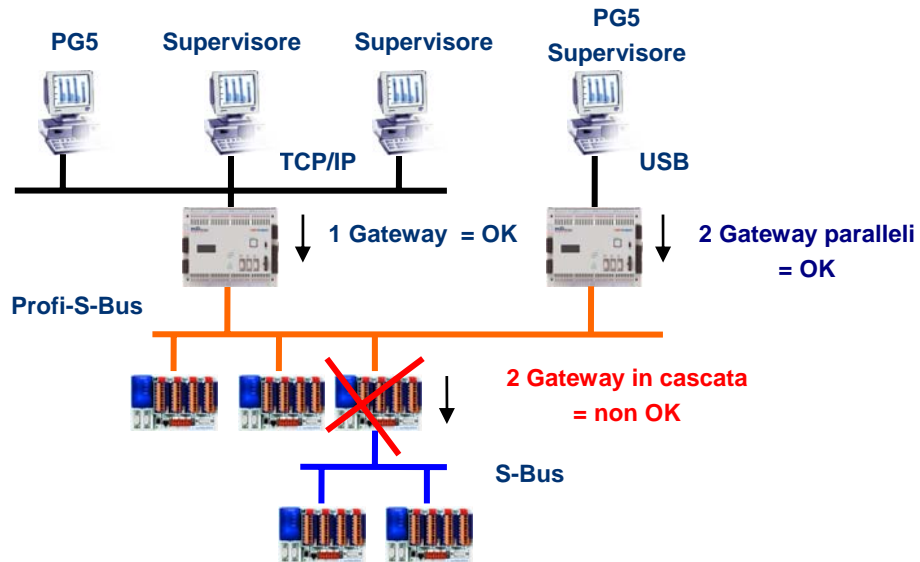 PG5
Supervisore
Supervisore
PG5
Supervisore
TCP/IP
USB
1 Gateway = OK
2 Gateway paralleli
= OK
Profi-S-Bus
2 Gateway in cascata
= non OK
S-Bus